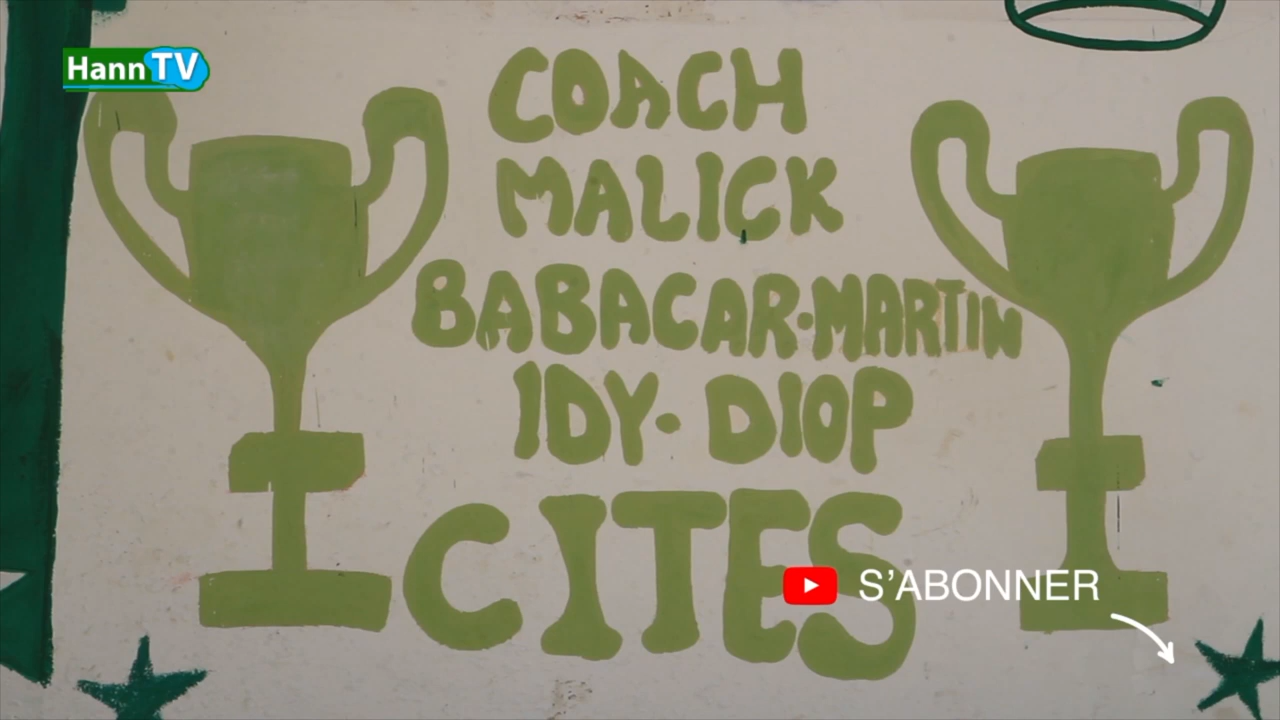 HannTV
COACH
MALICK
BABACAR·MARTIN
IDY· DIOP
CITES
S'ABONNER